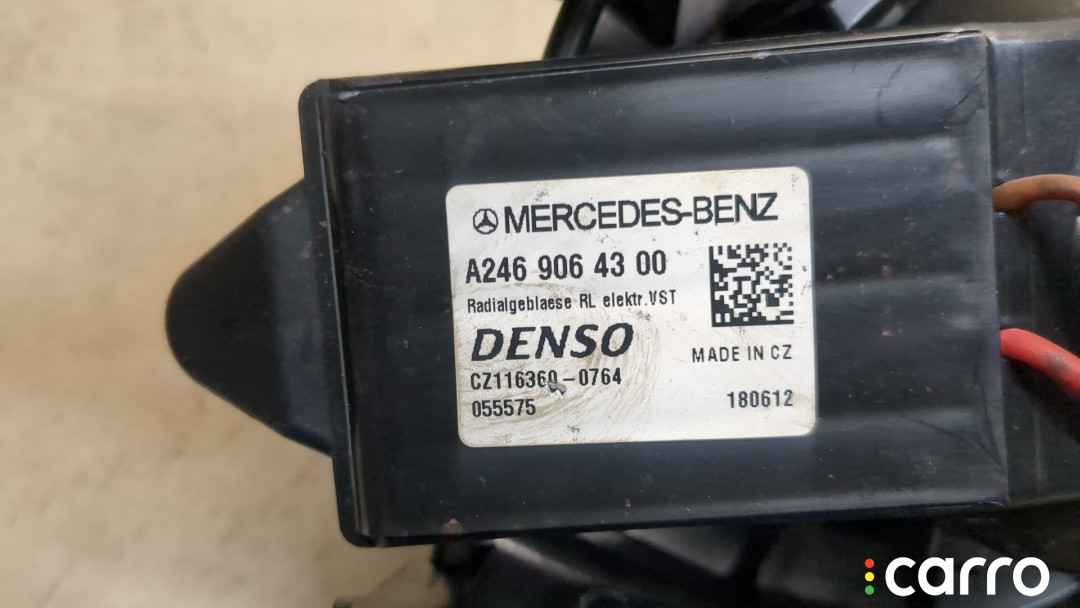 MERCEDES-BENZ
A246 906 43 00
Radialgeblaese RL elektr.VST
DENSO
MADE IN CZ
CZ116360-0764
055575
180612
carro